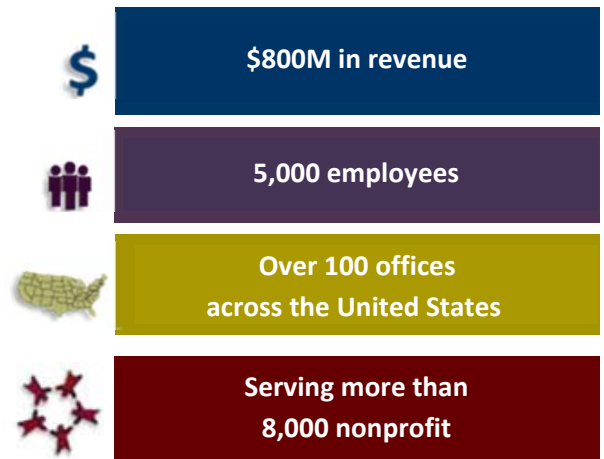 $
$800M in revenue
5,000 employees
Over 100 offices
across the United States
Serving more than
8,000 nonprofit